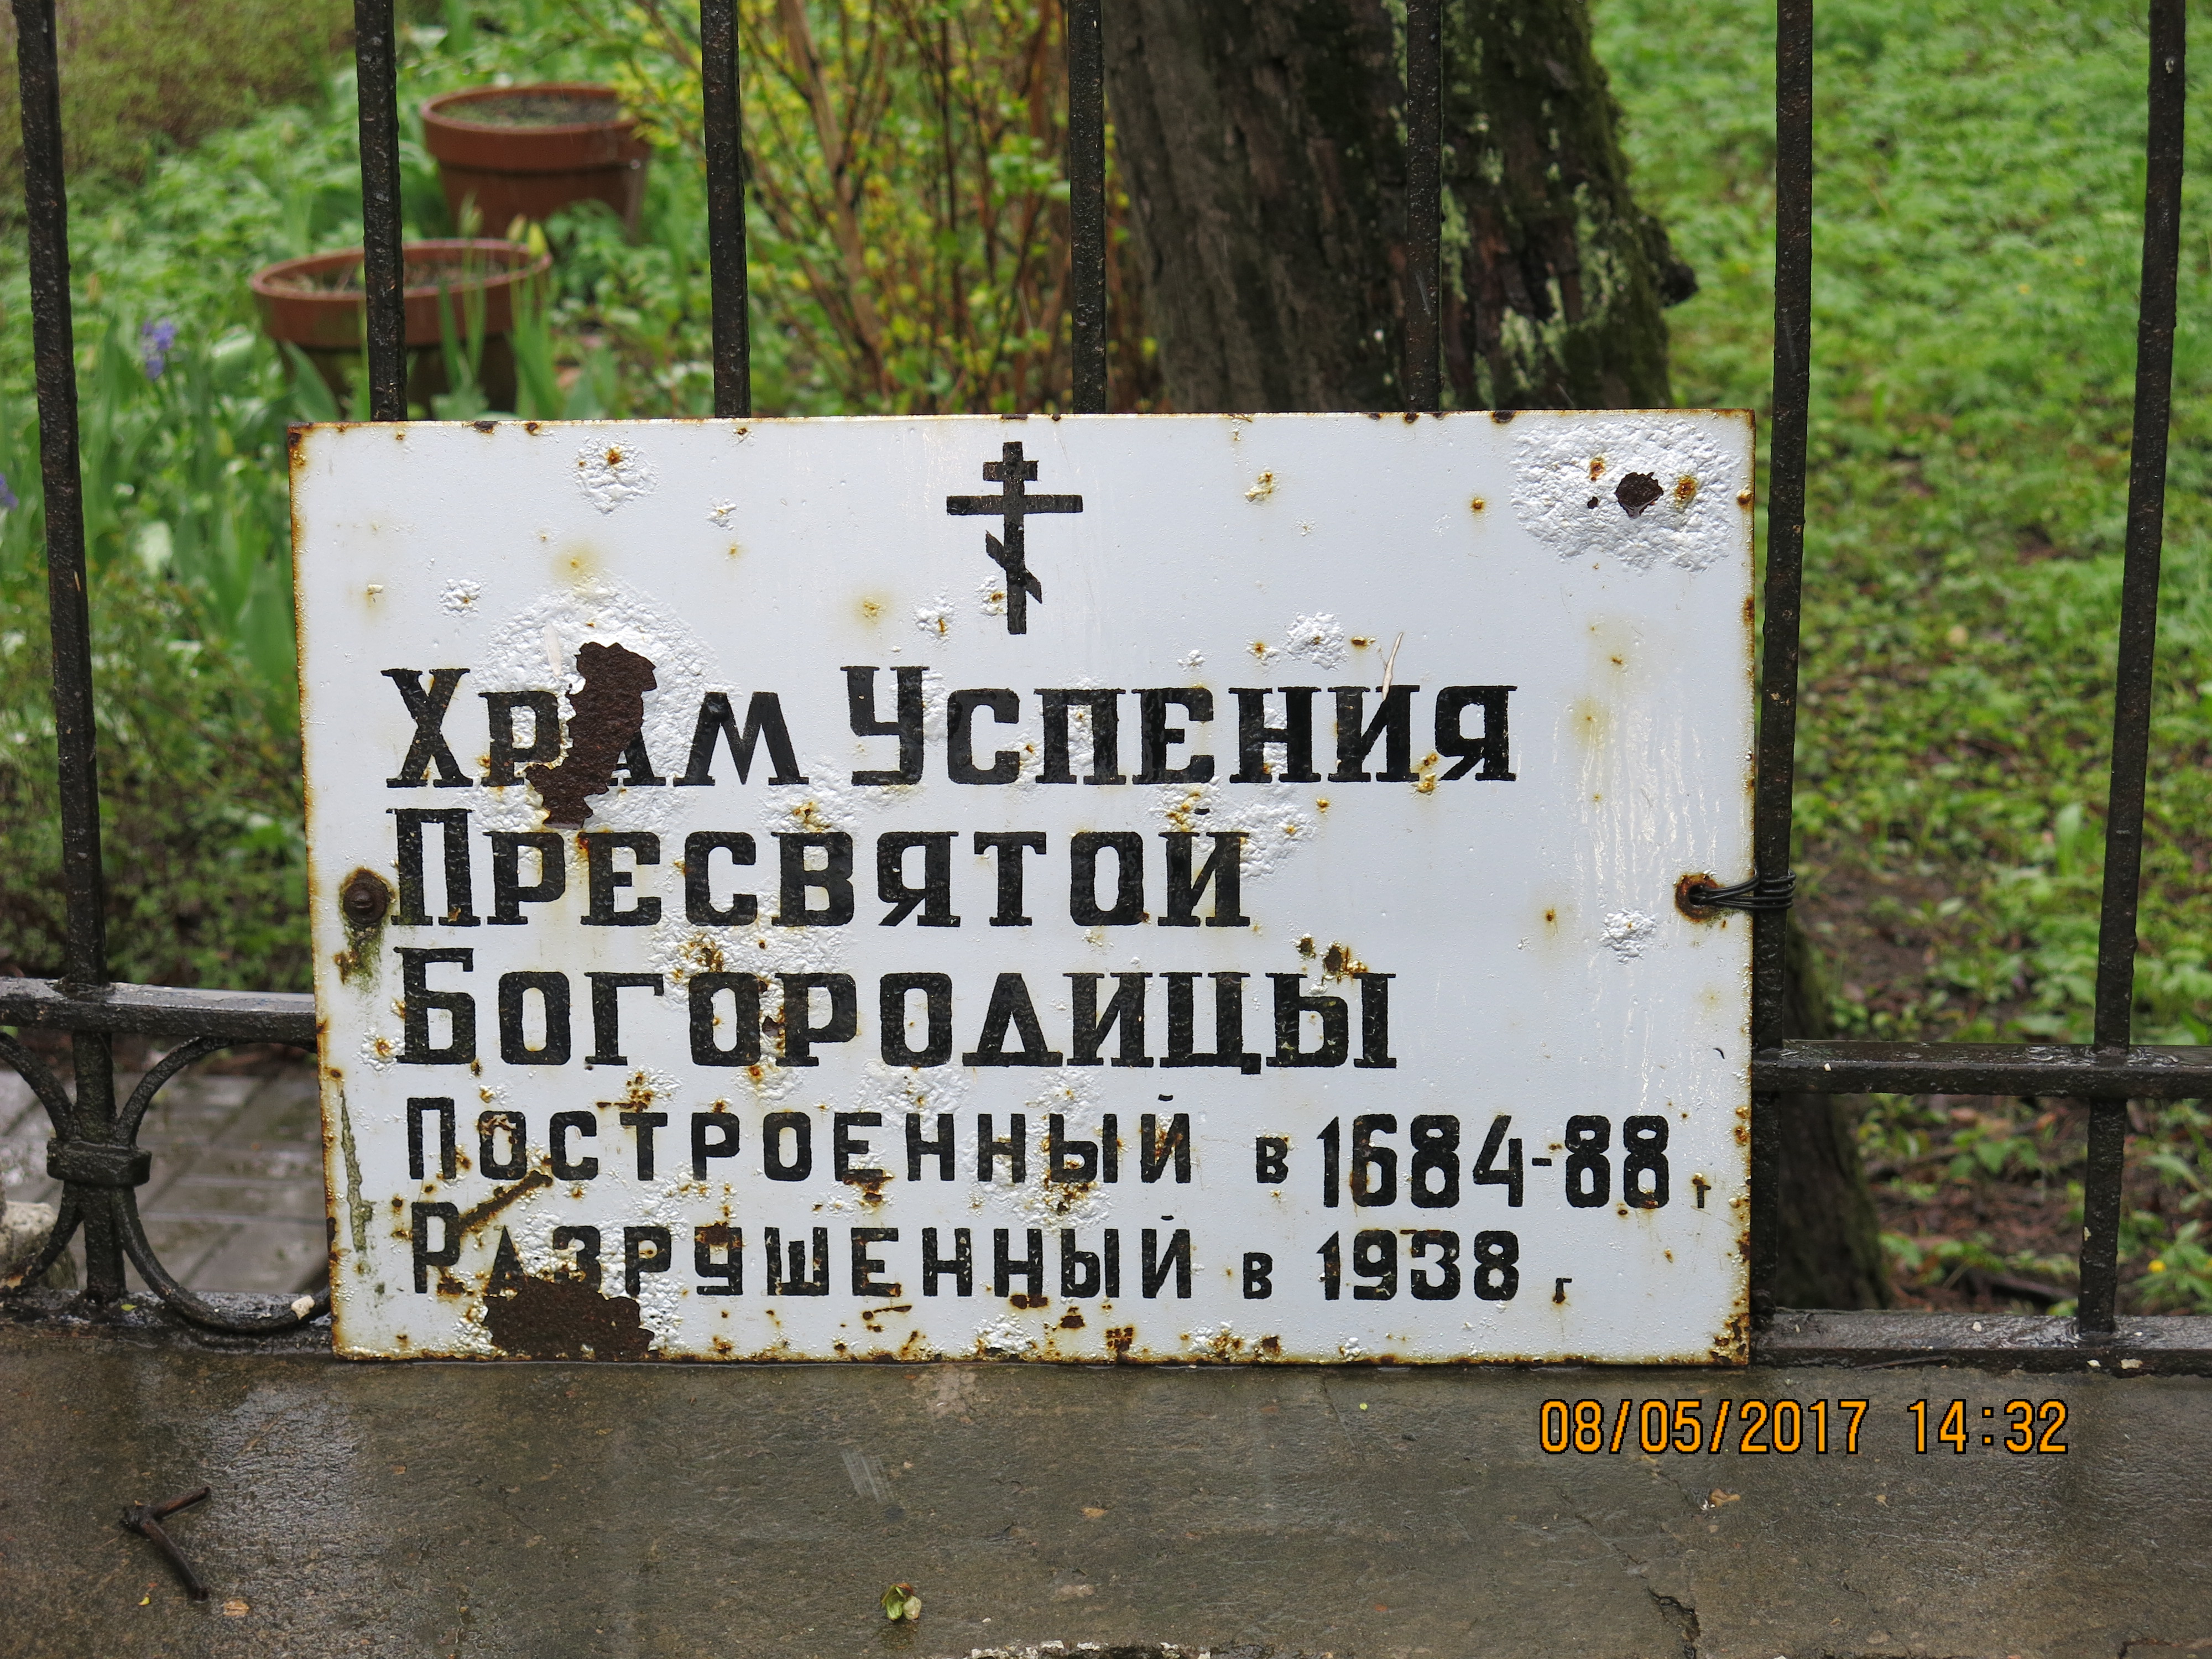 Храм Успения
Пресвятой
Богородицы
Построенный в 1684-88 г
Разрушенный в 1938 г
08/05/2017 14:32